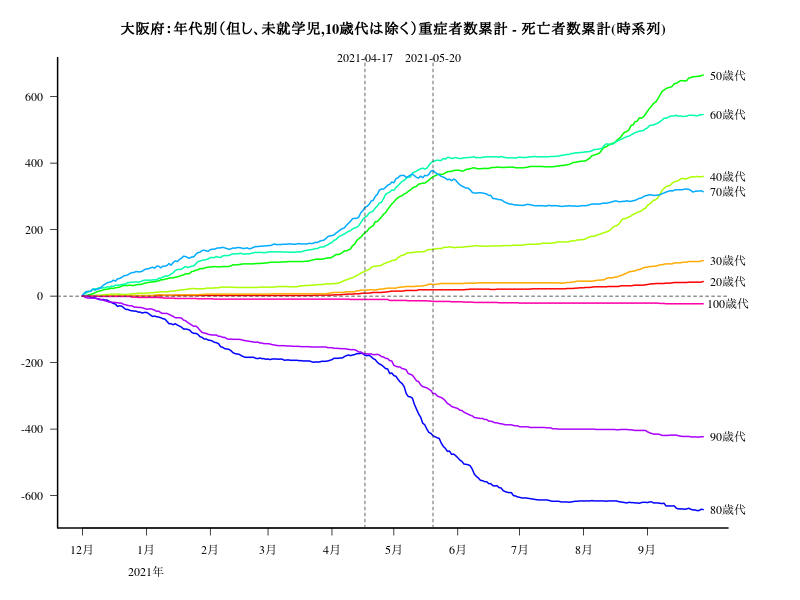 大阪府：年代別（但し、未就学児,10歳代は除く）重症者数累計 - 死亡者数累計(時系列)
2021-04-17 2021-05-20
600
400
200
0
-200
-400
-600
50歳代
60歳代
40歳代
70歳代
30歳代
20歳代
100歳代
90歳代
80歳代
12月 1月 2月 3月 4月 5月 6月 7月 8月 9月
2021年